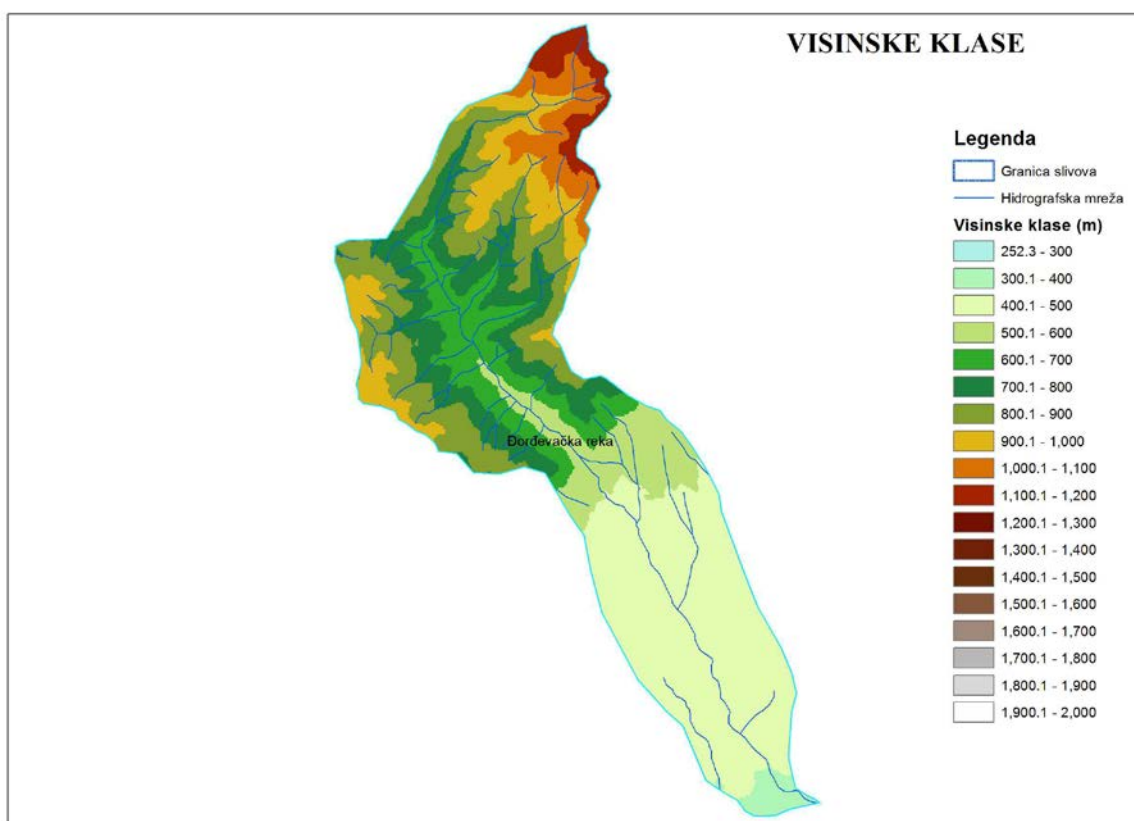 VISINSKE KLASE
Legenda
Granica slivova
Hidrografska mreža
Visinske klase (m)
252.3 - 300
300.1 - 400
400.1 - 500
500.1 - 600
600.1 - 700
700.1 - 800
800.1 - 900
900.1 - 1,000
1,000.1 - 1,100
1,100.1 - 1,200
1,200.1 - 1,300
1,300.1 - 1,400
1,400.1 - 1,500
1,500.1 - 1,600
1,600.1 - 1,700
1,700.1 - 1,800
1,800.1 - 1,900
1,900.1 - 2,000
Đorđevačka reka